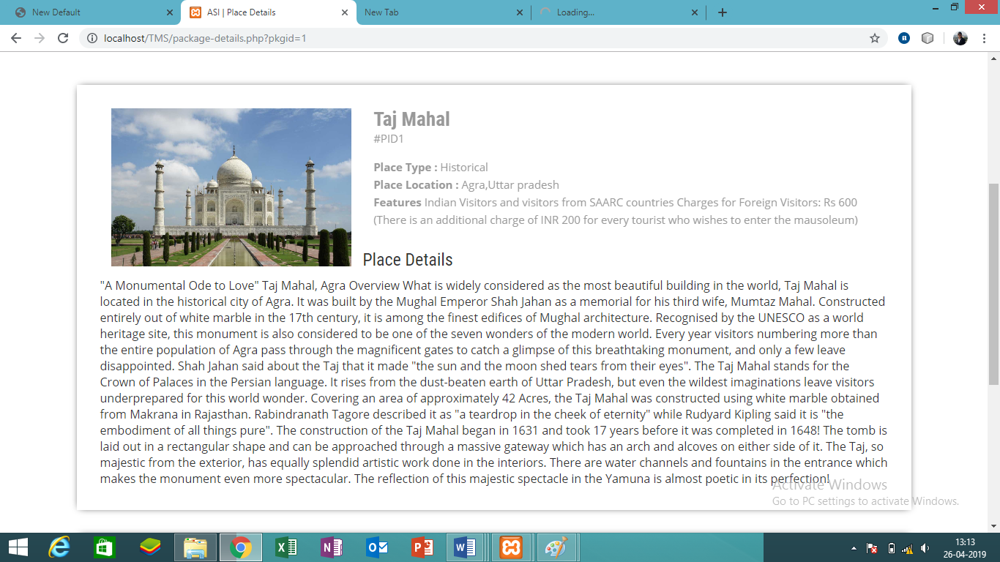 New Default
ASI | Place Details
New Tab
Loading...
localhost/TMS/package-details.php?pkgid=1
Taj Mahal
#PID1
Place Type : Historical
Place Location : Agra,Uttar pradesh
Features Indian Visitors and visitors from SAARC countries Charges for Foreign Visitors: Rs 600
(There is an additional charge of INR 200 for every tourist who wishes to enter the mausoleum)
Place Details
"A Monumental Ode to Love" Taj Mahal, Agra Overview What is widely considered as the most beautiful building in the world, Taj Mahal is
located in the historical city of Agra. It was built by the Mughal Emperor Shah Jahan as a memorial for his third wife, Mumtaz Mahal. Constructed
entirely out of white marble in the 17th century, it is among the finest edifices of Mughal architecture. Recognised by the UNESCO as a world
heritage site, this monument is also considered to be one of the seven wonders of the modern world. Every year visitors numbering more than
the entire population of Agra pass through the magnificent gates to catch a glimpse of this breathtaking monument, and only a few leave
disappointed. Shah Jahan said about the Taj that it made "the sun and the moon shed tears from their eyes". The Taj Mahal stands for the
Crown of Palaces in the Persian language. It rises from the dust-beaten earth of Uttar Pradesh, but even the wildest imaginations leave visitors
underprepared for this world wonder. Covering an area of approximately 42 Acres, the Taj Mahal was constructed using white marble obtained
from Makrana in Rajasthan. Rabindranath Tagore described it as "a teardrop in the cheek of eternity" while Rudyard Kipling said it is "the
embodiment of all things pure". The construction of the Taj Mahal began in 1631 and took 17 years before it was completed in 1648! The tomb is
laid out in a rectangular shape and can be approached through a massive gateway which has an arch and alcoves on either side of it. The Taj, so
majestic from the exterior, has equally splendid artistic work done in the interiors. There are water channels and fountains in the entrance which
makes the monument even more spectacular. The reflection of this majestic spectacle in the Yamuna is almost poetic in its perfection!
Activate Windows
Go to PC settings to activate Windows.
13:13
26-04-2019